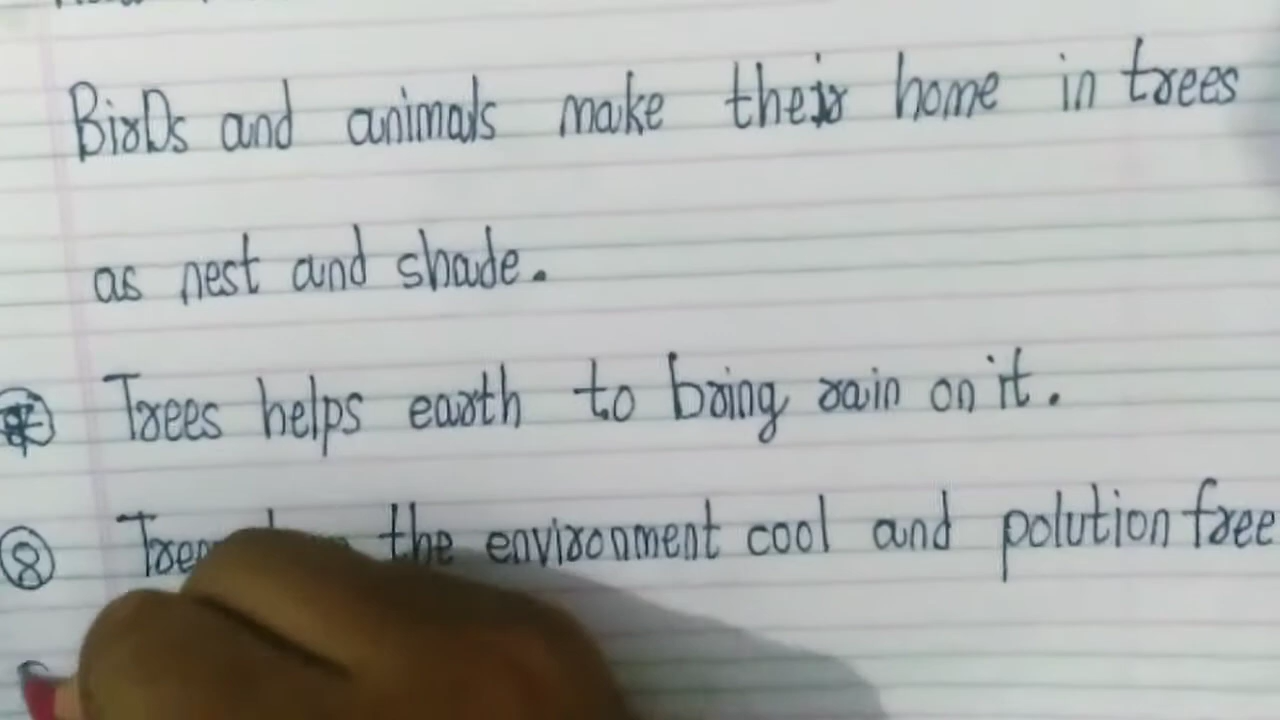 BirDs and animals make their home in trees
as nest and shade.
Trees helps earth to bring rain on it.
8 the environment cool and polution free